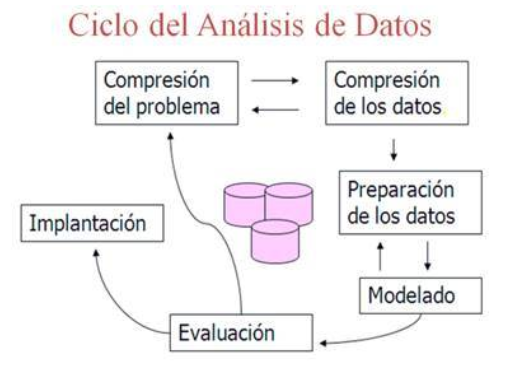 Ciclo del Análisis de Datos
Compresión
del problema
Compresión
de los datos
Preparación
de los datos
Implantación
Modelado
Evaluación